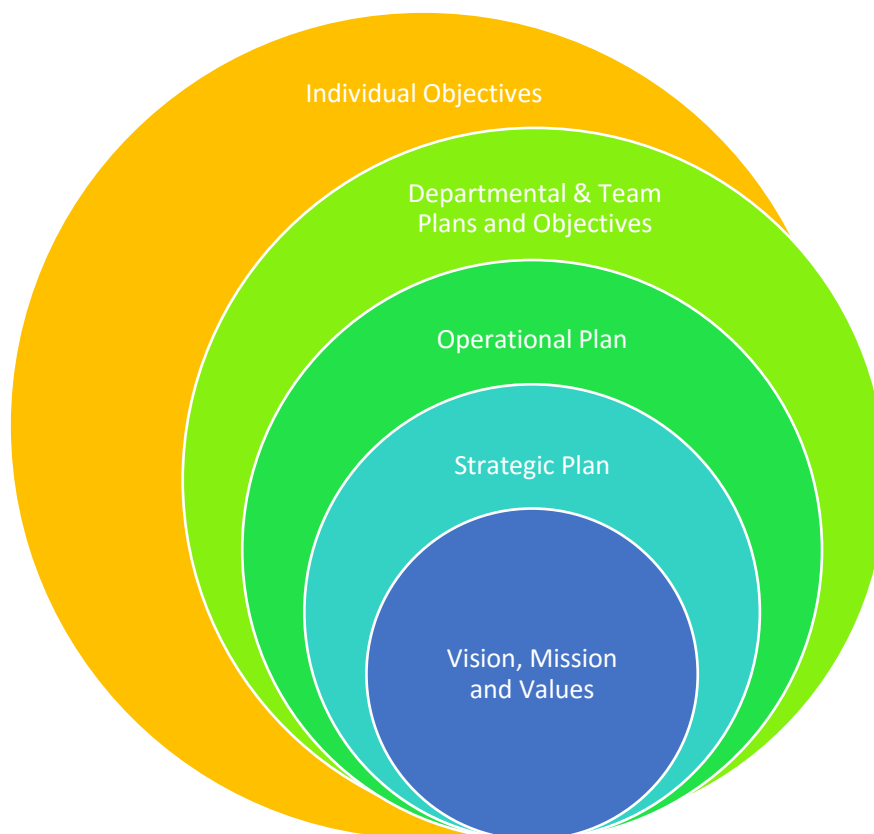 Individual Objectives
Departmental & Team
Plans and Objectives
Operational Plan
Strategic Plan
Vision, Mission
and Values